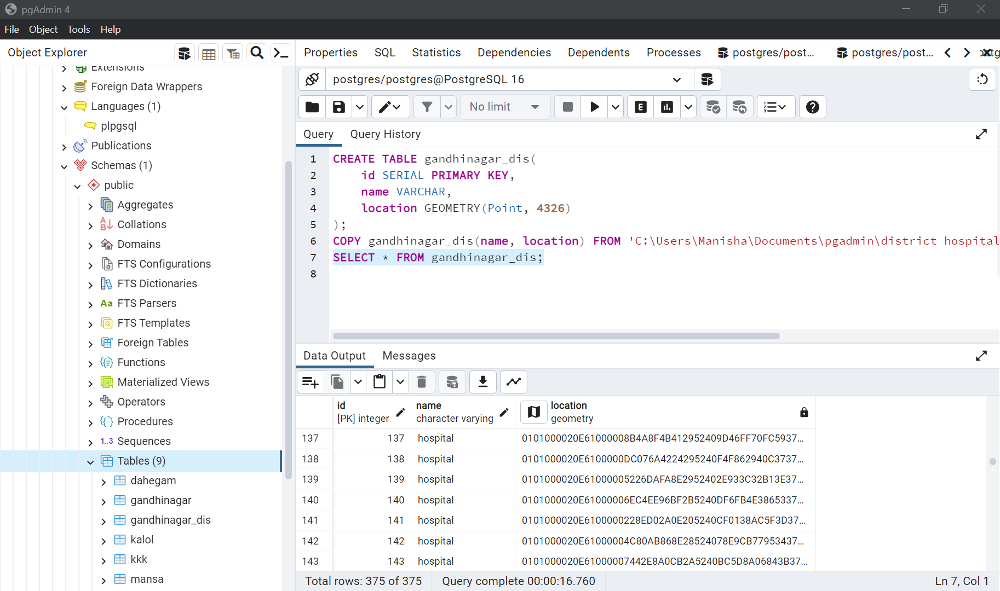 pgAdmin 4
File Object Tools Help
Object Explorer
Extensions
Foreign Data Wrappers
Languages (1)
plpgsql
Publications
Schemas (1)
public
Aggregates
Collations
Domains
FTS Configurations
FTS Dictionaries
Aa FTS Parsers
FTS Templates
Foreign Tables
Functions
Materialized Views
Operators
Procedures
1..3 Sequences
Tables (9)
dahegam
gandhinagar
gandhinagar_dis
kalol
kkk
mansa
Properties SQL Statistics Dependencies Dependents Processes postgres/post... postgres/post...
postgres/postgres@PostgreSQL 16
No limit
Query Query History
1 CREATE TABLE gandhinagar_dis(
2 id SERIAL PRIMARY KEY,
3 name VARCHAR,
4 location GEOMETRY(Point, 4326)
5 );
6 COPY gandhinagar_dis(name, location) FROM 'C:\Users\Manisha\Documents\pgadmin\district hospital
7 SELECT * FROM gandhinagar_dis;
8
Data Output Messages
id name location
[PK] integer character varying geometry
137 137 hospital 0101000020E61000008B4A8F4B412952409D46FF70FC5937...
138 138 hospital 0101000020E6100000DC076A4224295240F4F862940C3737...
139 139 hospital 0101000020E61000005226DAFA8E2952402E933C32B13E37...
140 140 hospital 0101000020E61000006EC4EE96BF2B5240DF6FB4E3865337...
141 141 hospital 0101000020E6100000228ED02A0E205240CF0138AC5F3D37...
142 142 hospital 0101000020E61000004C80AB868E28524078E9CB77953437...
143 143 hospital 0101000020E61000007442E8A0CB2A5240BC5D8A06843B37...
Total rows: 375 of 375 Query complete 00:00:16.760 Ln 7, Col 1